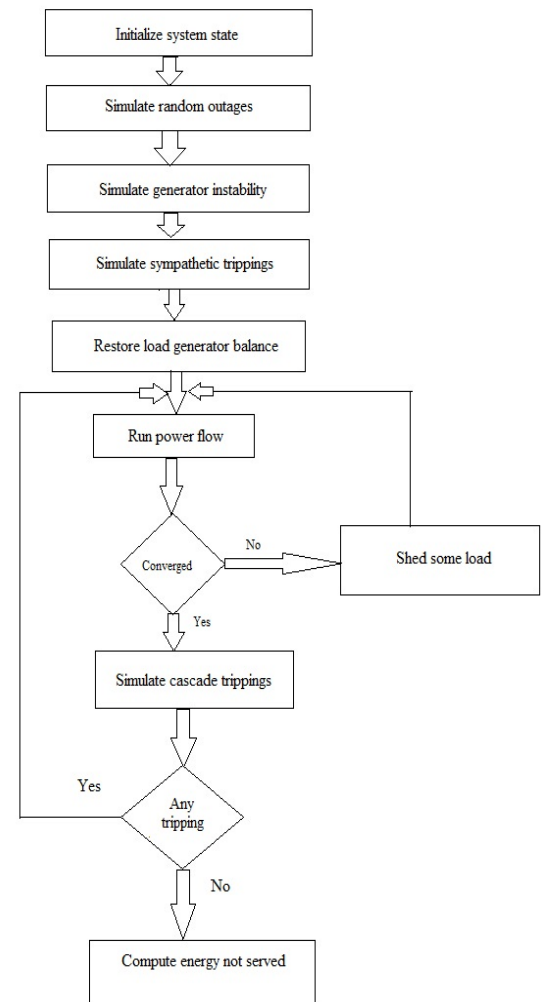 Initialize system state
Simulate random outages
Simulate generator instability
Simulate sympathetic trippings
Restore load generator balance
Run power flow
Converged
No
Shed some load
Yes
Simulate cascade trippings
Any
tripping
Yes
No
Compute energy not served